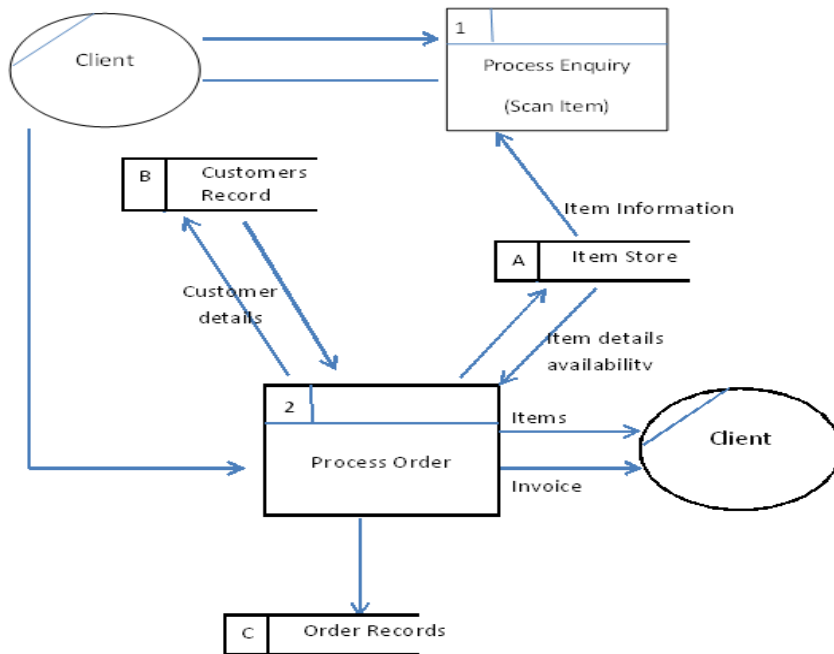 Client
1
Process Enquiry
(Scan Item)
B
Customers
Record
Item Information
A
Item Store
Customer
details
Item details
availability
2
Process Order
Items
Invoice
Client
C
Order Records